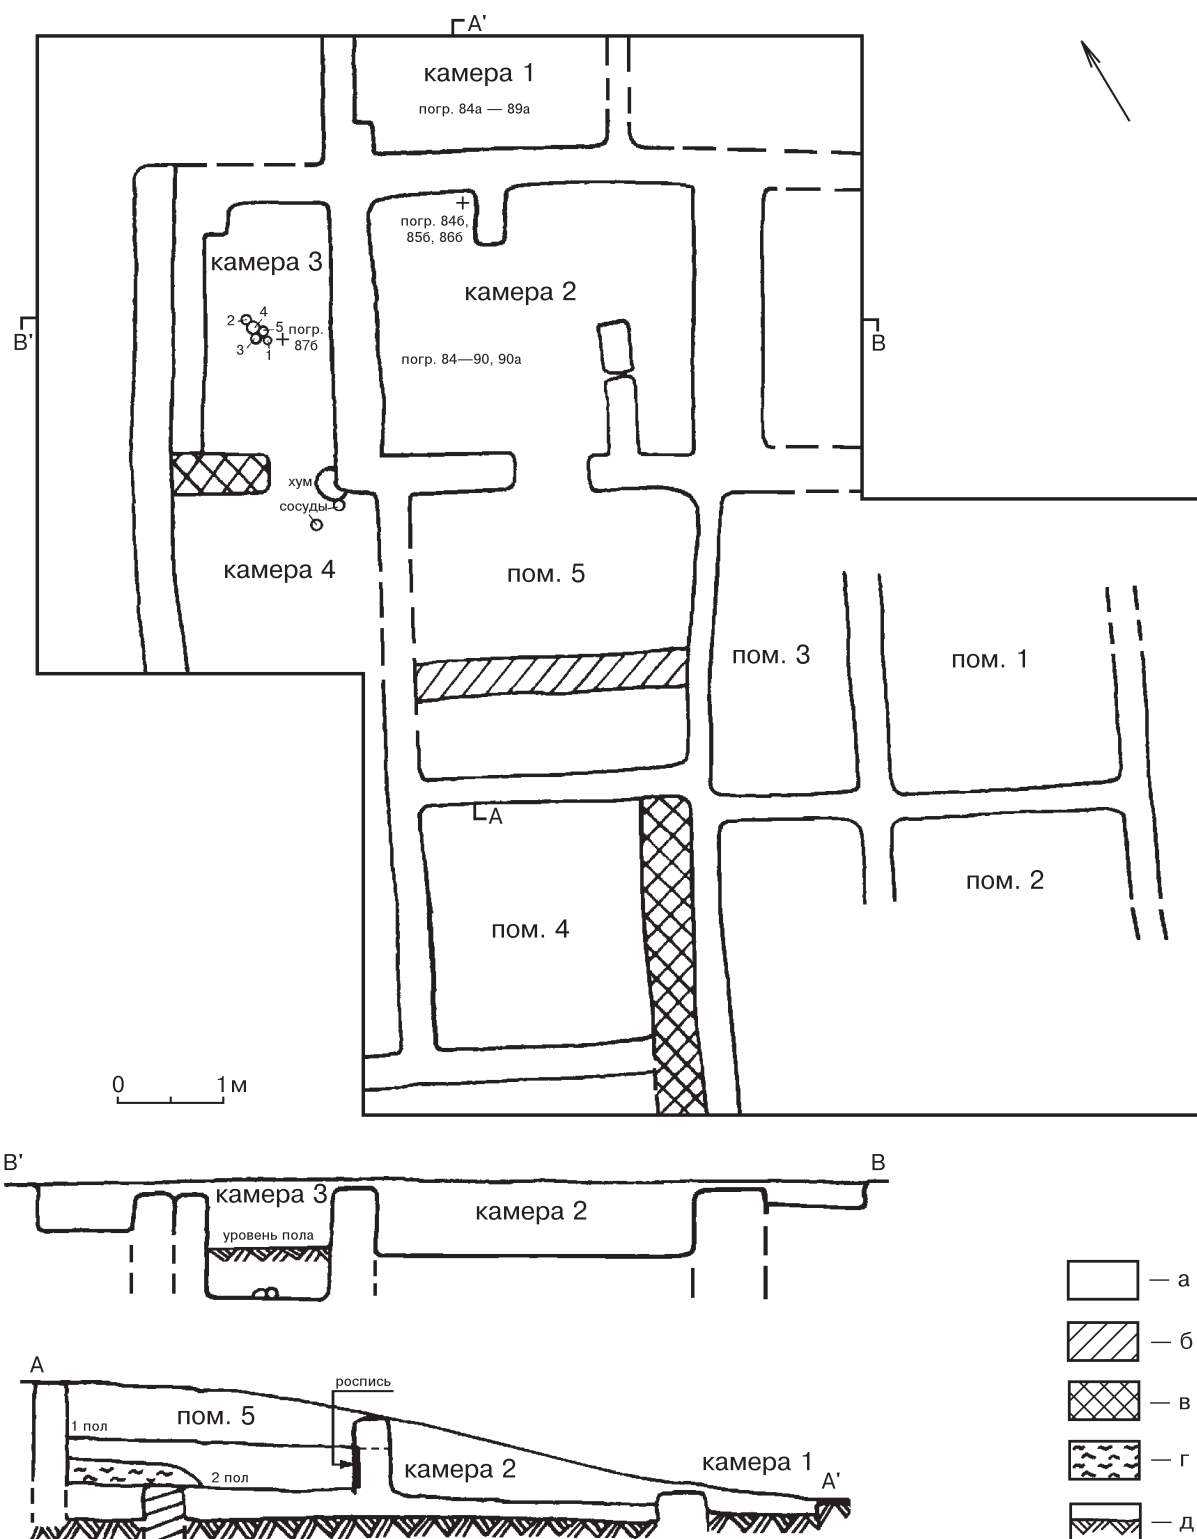 А'
камера 1
погр. 84а — 89а
погр. 84б,
85б, 86б
камера 3
камера 2
2
4
5
погр.
87б
3
1
В'
В
погр. 84—90, 90а
хум
сосуды
камера 4
пом. 5
пом. 3
пом. 1
А
пом. 2
пом. 4
0 1 м
В'
В
камера 3
камера 2
уровень пола
— а
— б
— в
— г
— д
А
роспись
пом. 5
1 пол
2 пол
камера 2
камера 1
А'